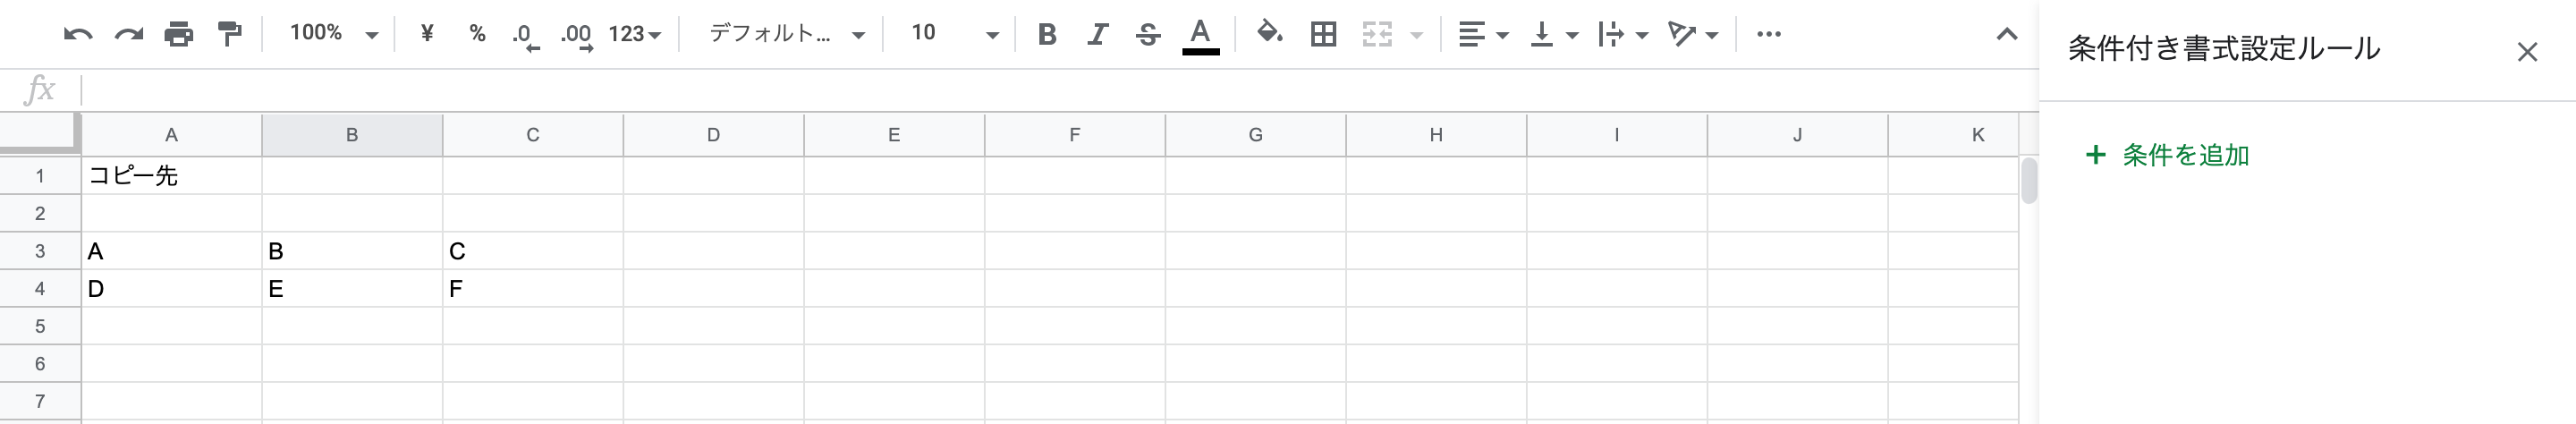 100% ¥ % .0 .00 123 デフォルト... 10 B I S A
条件付き書式設定ルール
fx
条件を追加
A B C D E F G H I J K
1 コピー先
2
3 A B C
4 D E F
5
6
7